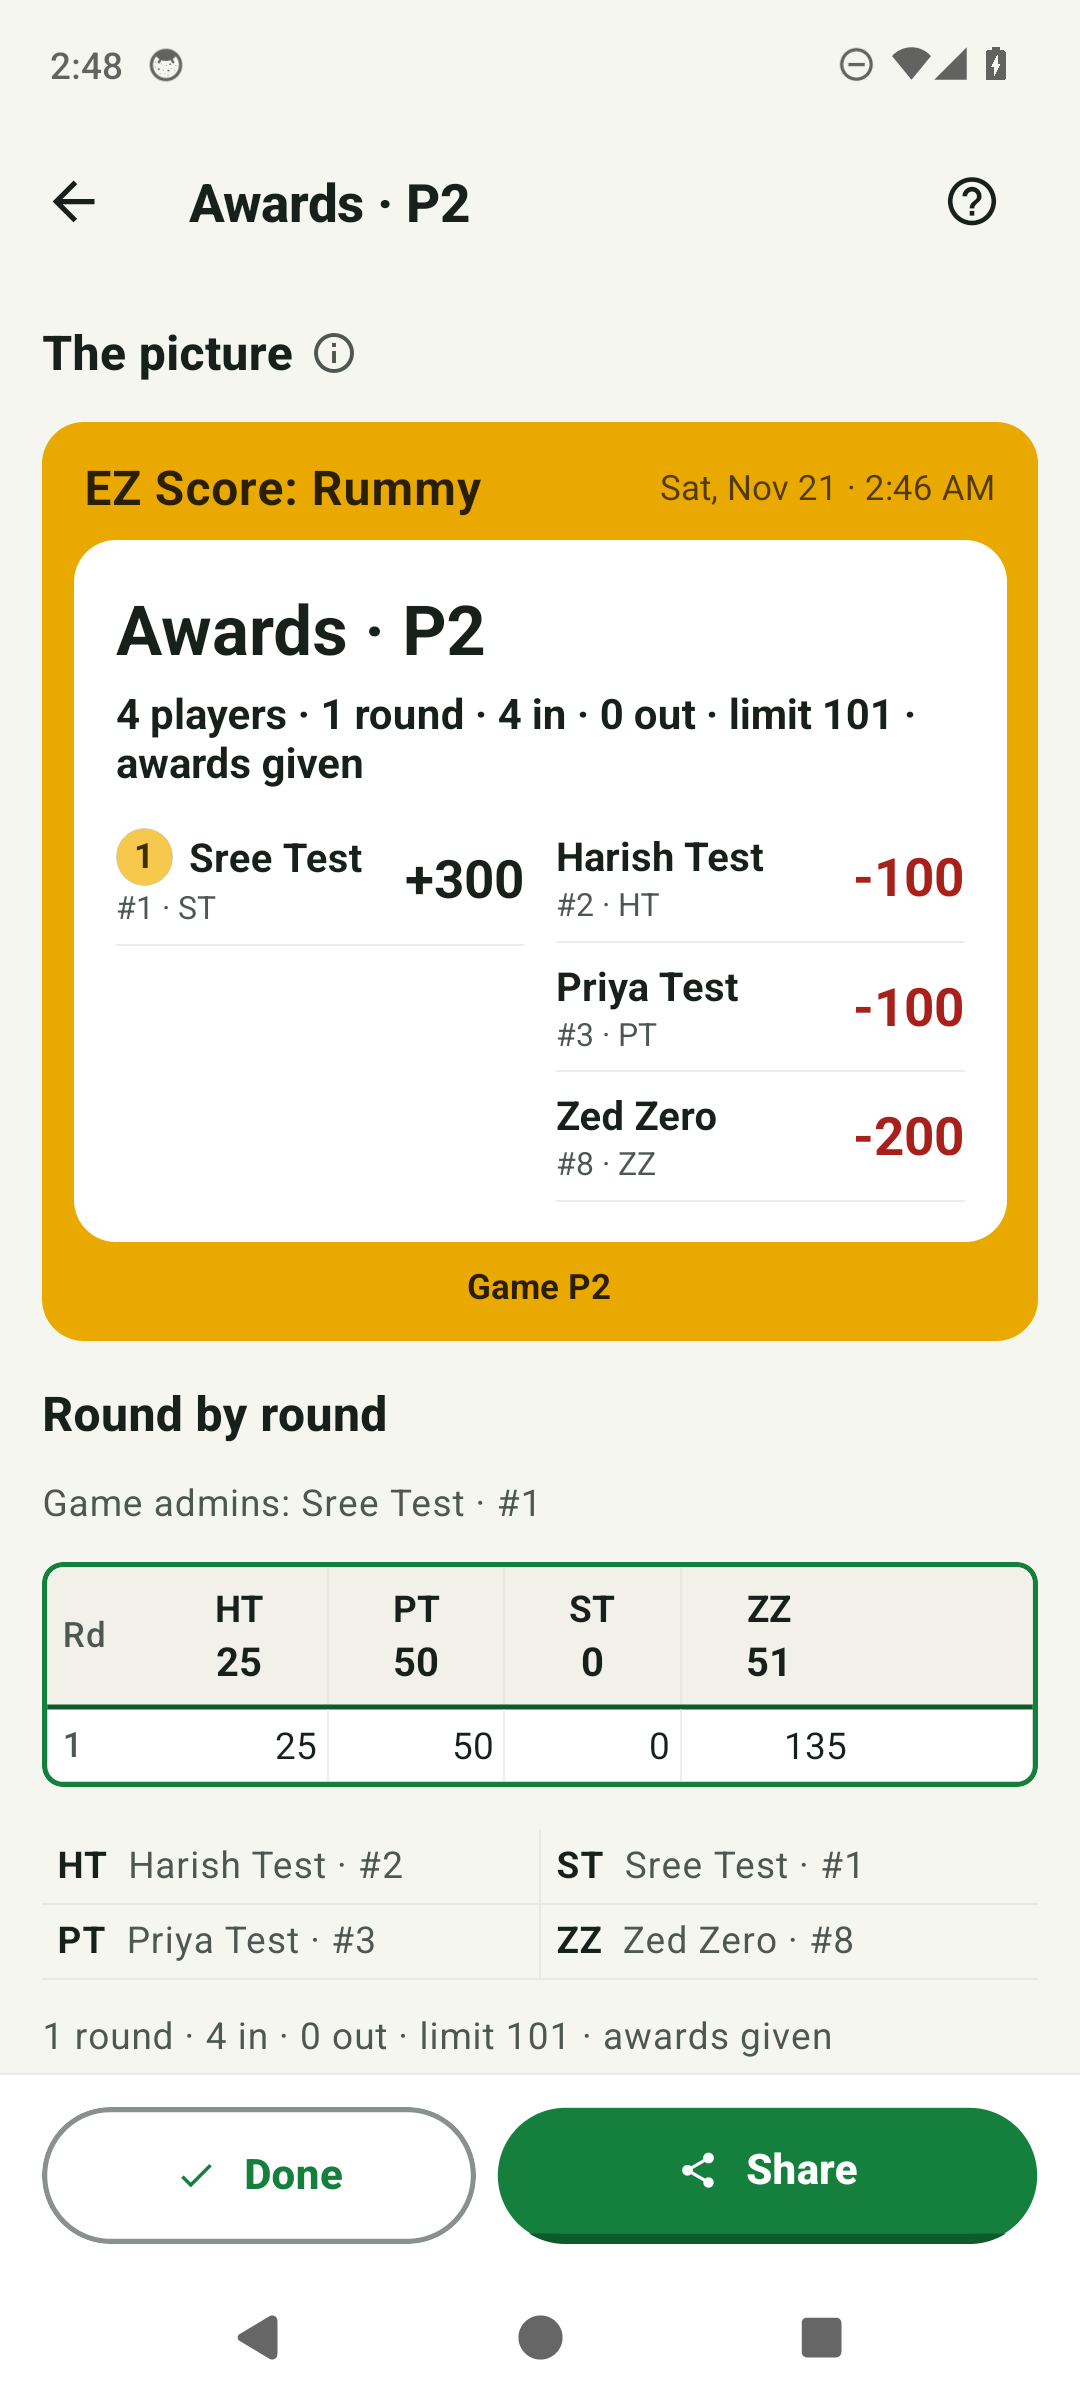 2:48
Awards · P2
The picture
EZ Score: Rummy
Sat, Nov 21 · 2:46 AM
Awards · P2
4 players · 1 round · 4 in · 0 out · limit 101 ·
awards given
1 Sree Test +300
#1 · ST
Harish Test -100
#2 · HT
Priya Test -100
#3 · PT
Zed Zero -200
#8 · ZZ
Game P2
Round by round
Game admins: Sree Test · #1
Rd HT PT ST ZZ
25 50 0 51
1 25 50 0 135
HT Harish Test · #2 ST Sree Test · #1
PT Priya Test · #3 ZZ Zed Zero · #8
1 round · 4 in · 0 out · limit 101 · awards given
Done Share